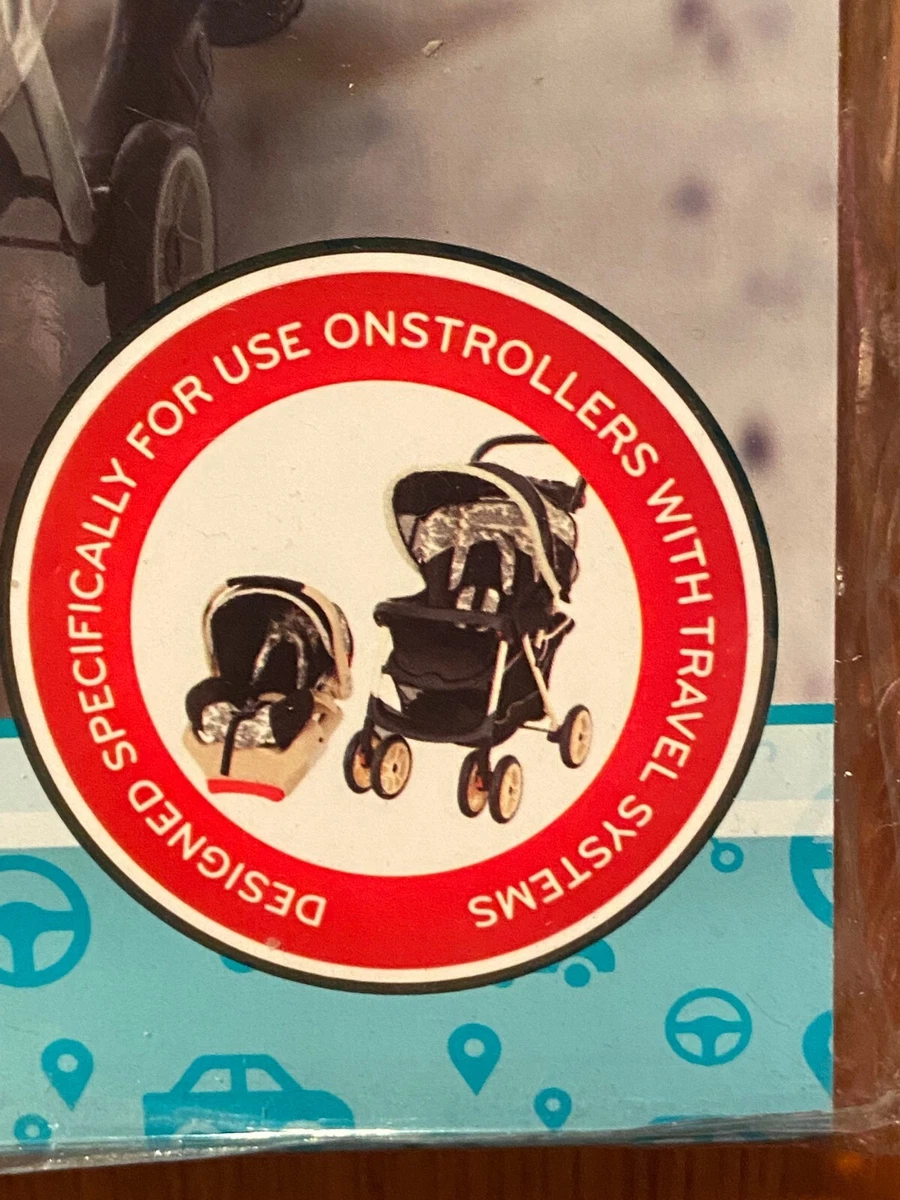 DESIGNED SPECIFICALLY FOR USE ONSTROLLERS WITH TRAVEL SYSTEMS